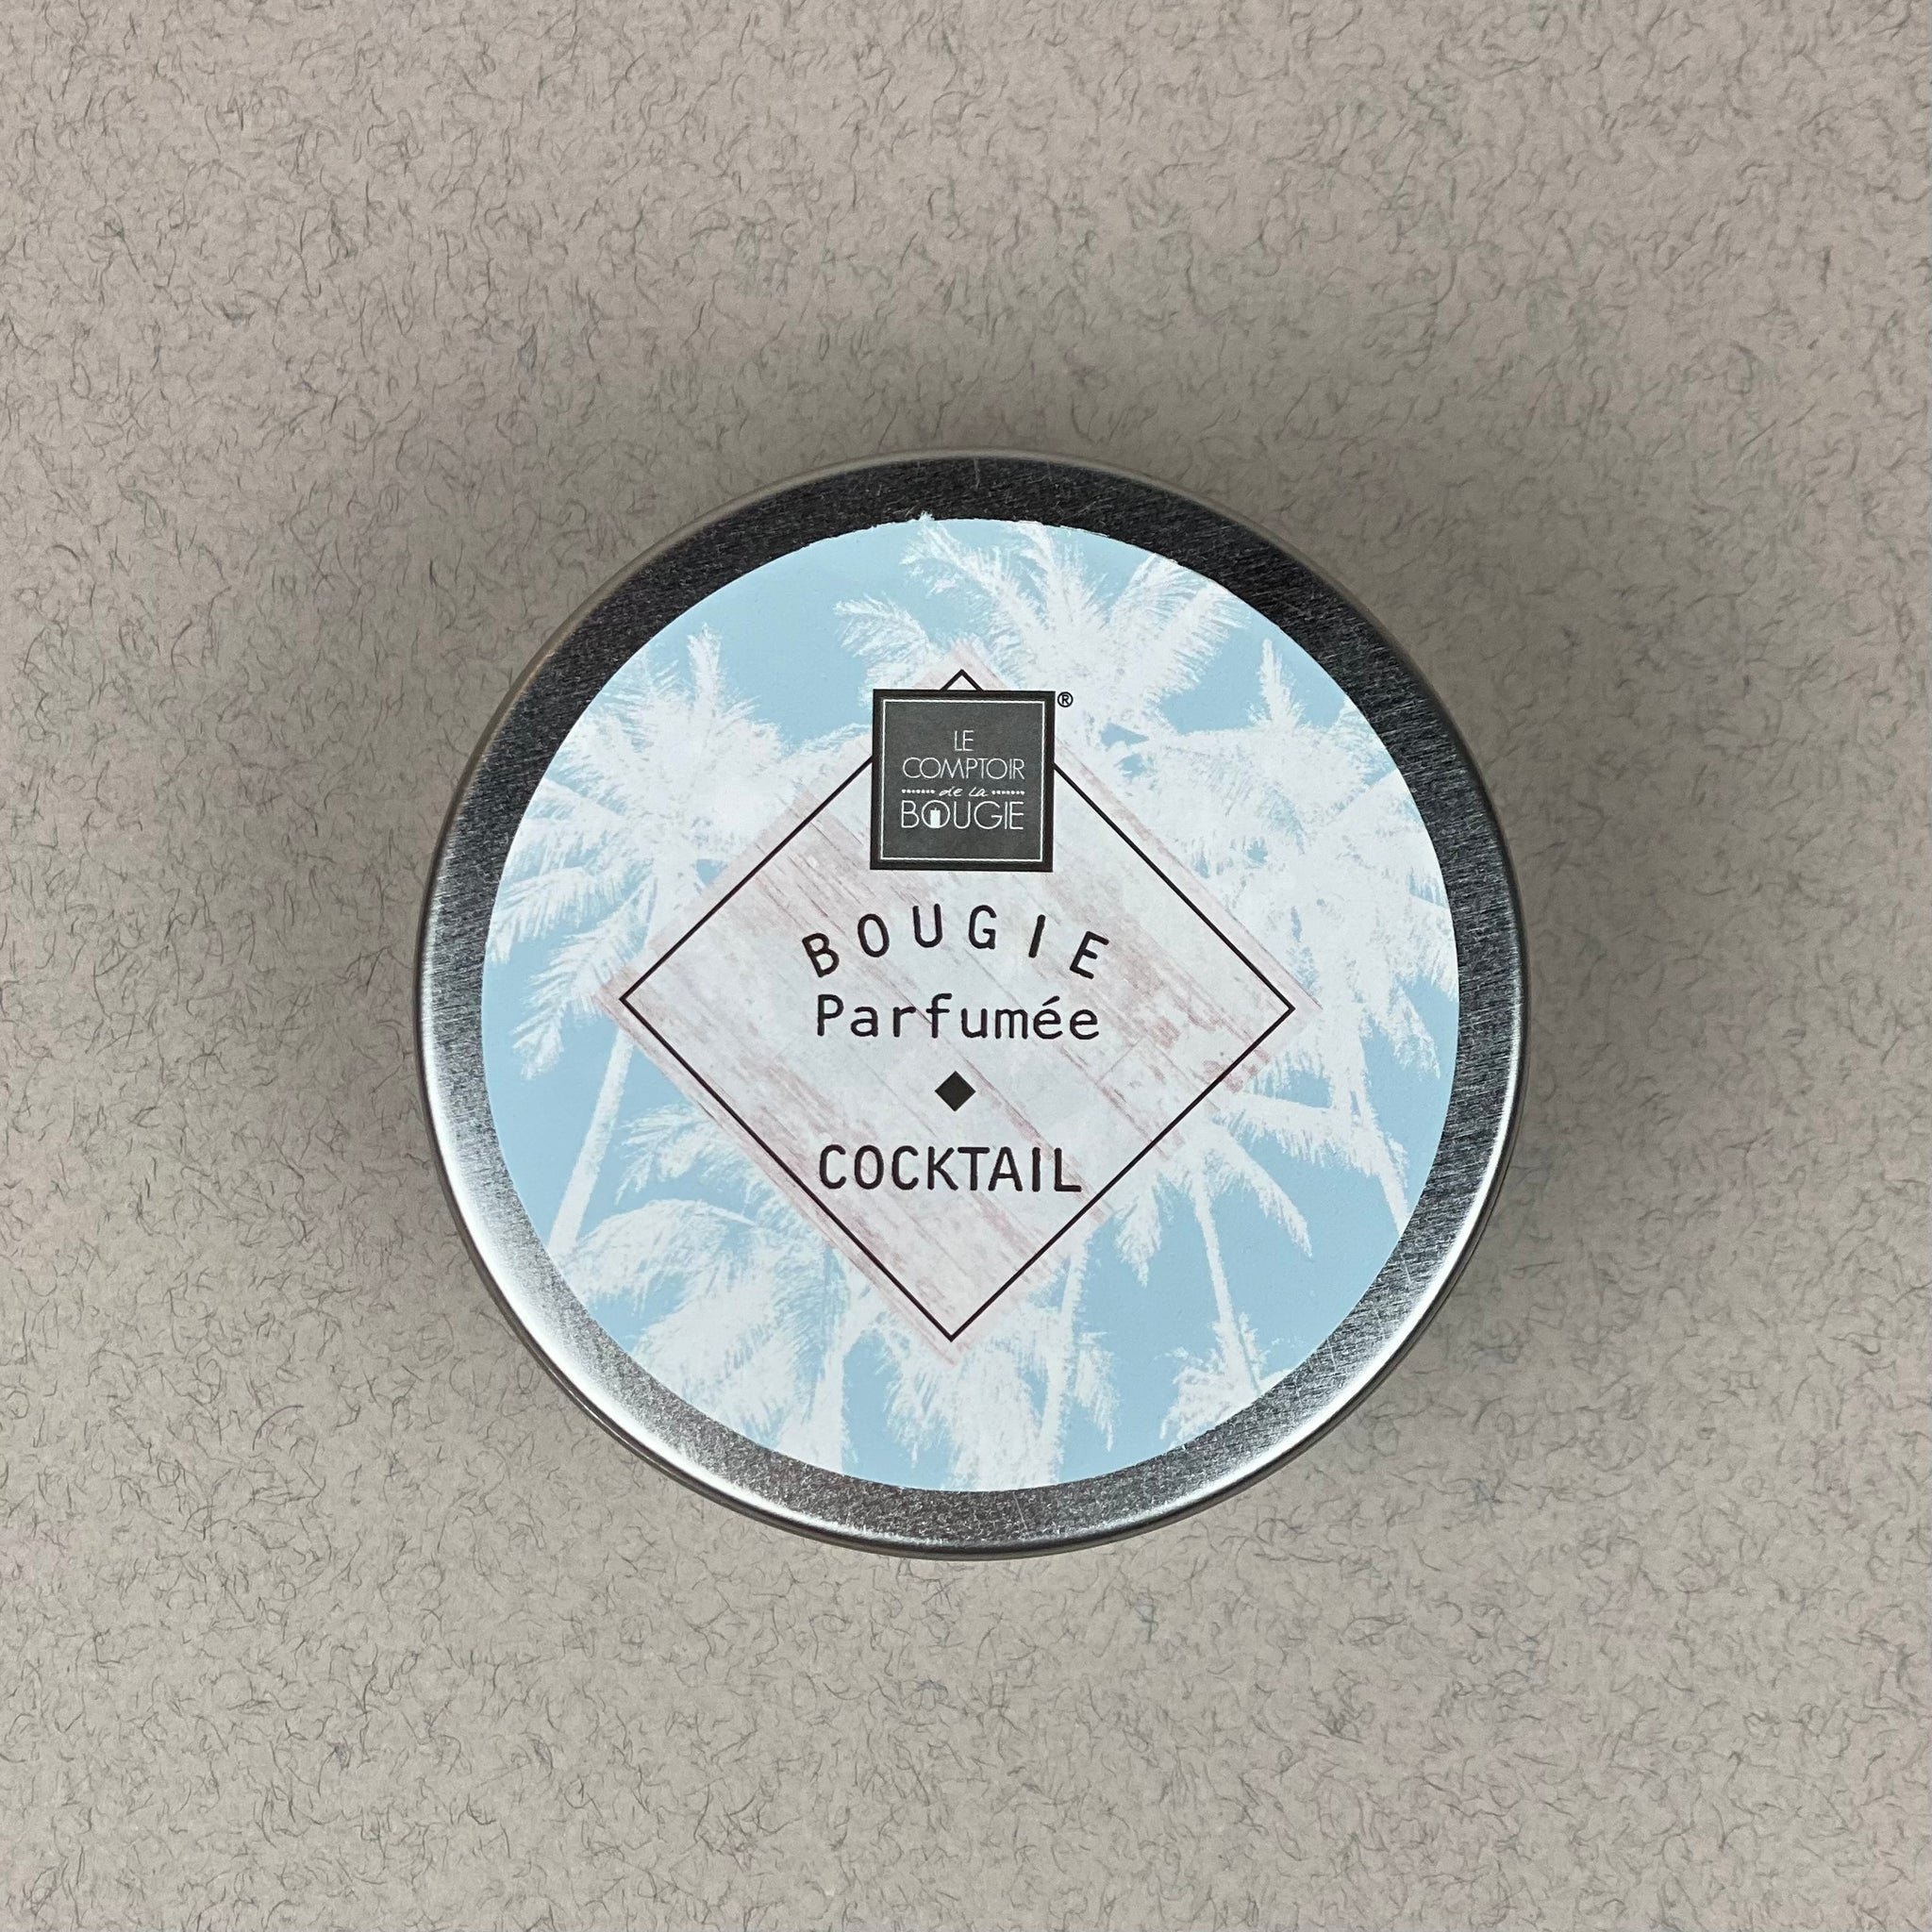 LE
COMPTOIR
de la
BOUGIE
®
BOUGIE
Parfumée
COCKTAIL